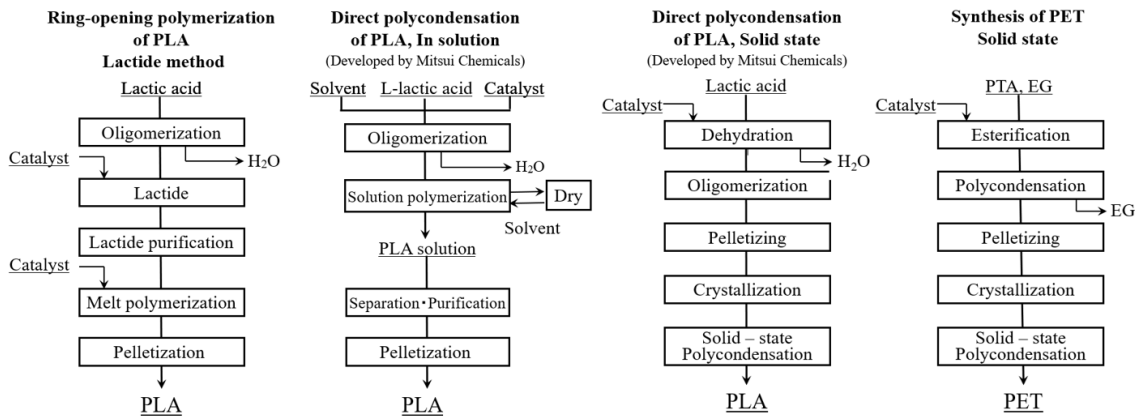 Ring-opening polymerization
of PLA
Lactide method
Lactic acid
Oligomerization
H₂O
Catalyst
Lactide
Lactide purification
Catalyst
Melt polymerization
Pelletization
PLA
Direct polycondensation
of PLA, In solution
(Developed by Mitsui Chemicals)
Solvent L-lactic acid Catalyst
Oligomerization
H₂O
Solution polymerization
Dry
Solvent
PLA solution
Separation・Purification
Pelletization
PLA
Direct polycondensation
of PLA, Solid state
(Developed by Mitsui Chemicals)
Lactic acid
Catalyst
Dehydration
H₂O
Oligomerization
Pelletizing
Crystallization
Solid – state
Polycondensation
PLA
Synthesis of PET
Solid state
PTA, EG
Catalyst
Esterification
Polycondensation
EG
Pelletizing
Crystallization
Solid – state
Polycondensation
PET